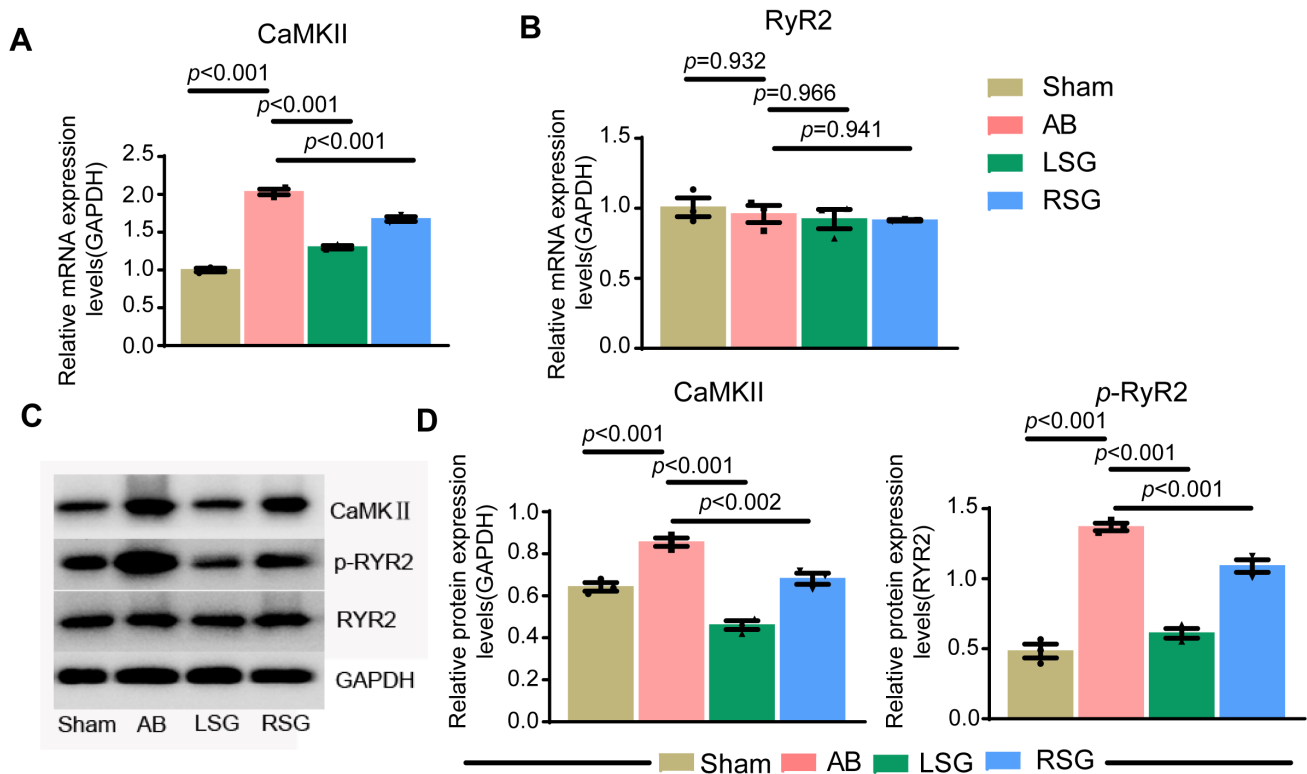 A
CaMKII
p<0.001
p<0.001
p<0.001
Relative mRNA expression
levels(GAPDH)
2.5
2.0
1.5
1.0
0.5
0.0
B
RyR2
p=0.932
p=0.966
p=0.941
Relative mRNA expression
levels(GAPDH)
1.5
1.0
0.5
0.0
Sham
AB
LSG
RSG
C
CaMKⅡ
p-RYR2
RYR2
GAPDH
Sham AB LSG RSG
D
CaMKII
p<0.001
p<0.001
p<0.002
Relative protein expression
levels(GAPDH)
1.0
0.8
0.6
0.4
0.2
0.0
p-RyR2
p<0.001
p<0.001
p<0.001
Relative protein expression
levels(RYR2)
1.5
1.0
0.5
0.0
Sham AB LSG RSG